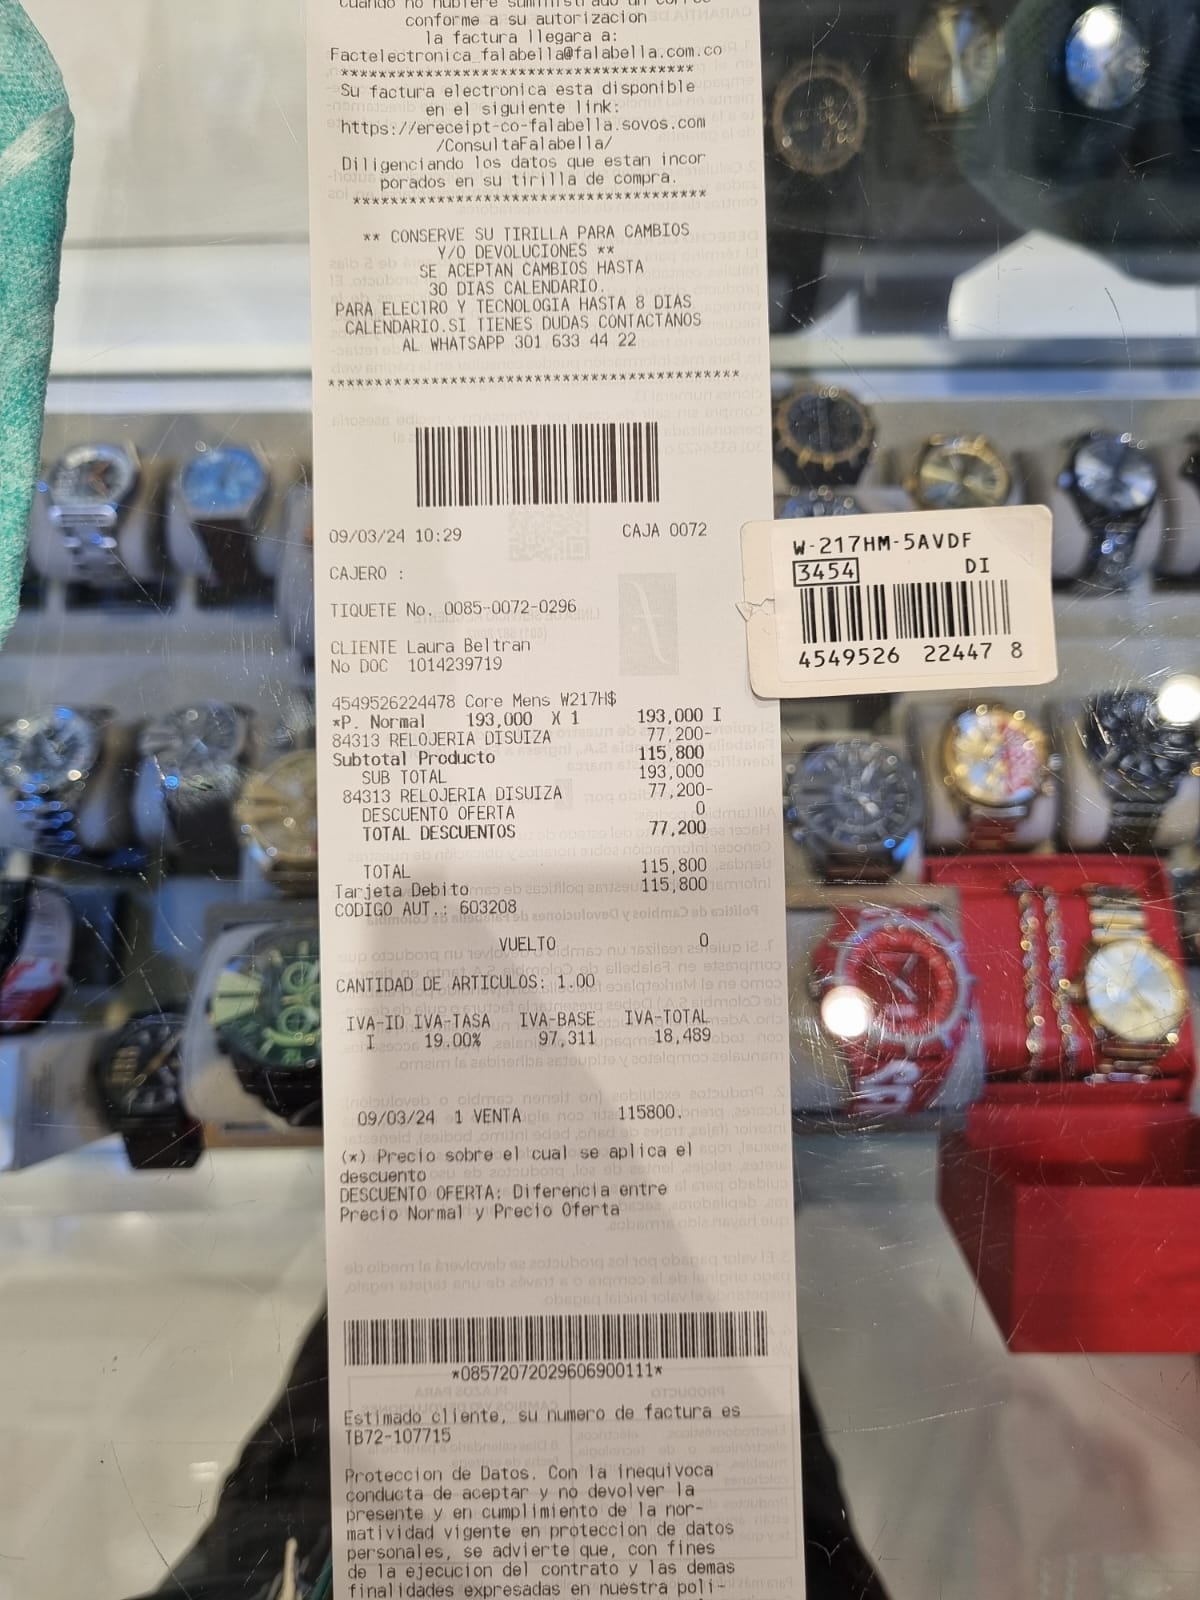 conforme a su autorizacion
la factura llegara a:
Factelectronica_falabella@falabella.com.co
******************************
Su factura electronica esta disponible
en el siguiente link:
https://ereceipt-co-falabella.sovos.com
/ConsultaFalabella/
Diligenciando los datos que estan incor
porados en su tirilla de compra.
******************************
** CONSERVE SU TIRILLA PARA CAMBIOS
Y/O DEVOLUCIONES **
SE ACEPTAN CAMBIOS HASTA
30 DIAS CALENDARIO.
PARA ELECTRO Y TECNOLOGIA HASTA 8 DIAS
CALENDARIO.SI TIENES DUDAS CONTACTANOS
AL WHATSAPP 301 633 44 22
***********************************
09/03/24 10:29 CAJA 0072
CAJERO :
TIQUETE No. 0085-0072-0296
CLIENTE Laura Beltran
No DOC 1014239719
4549526224478 Core Mens W217H$
*P. Normal 193,000 X 1 193,000 I
84313 RELOJERIA DISUIZA 77,200-
Subtotal Producto 115,800
SUB TOTAL 193,000
84313 RELOJERIA DISUIZA 77,200-
DESCUENTO OFERTA 0
TOTAL DESCUENTOS 77,200
TOTAL 115,800
Tarjeta Debito 115,800
CODIGO AUT.: 603208
VUELTO 0
CANTIDAD DE ARTICULOS: 1.00
IVA-ID IVA-TASA IVA-BASE IVA-TOTAL
I 19.00% 97,311 18,489
09/03/24 1 VENTA 115800.
(*) Precio sobre el cual se aplica el
descuento
DESCUENTO OFERTA: Diferencia entre
Precio Normal y Precio Oferta
*08572072029606900111*
Estimado cliente, su numero de factura es
TB72-107715
Proteccion de Datos. Con la inequivoca
conducta de aceptar y no devolver la
presente y en cumplimiento de la nor-
matividad vigente en proteccion de datos
personales, se advierte que, con fines
de la ejecucion del contrato y las demas
finalidades expresadas en nuestra poli-
W-217HM-5AVDF
3454 DI
4549526 22447 8